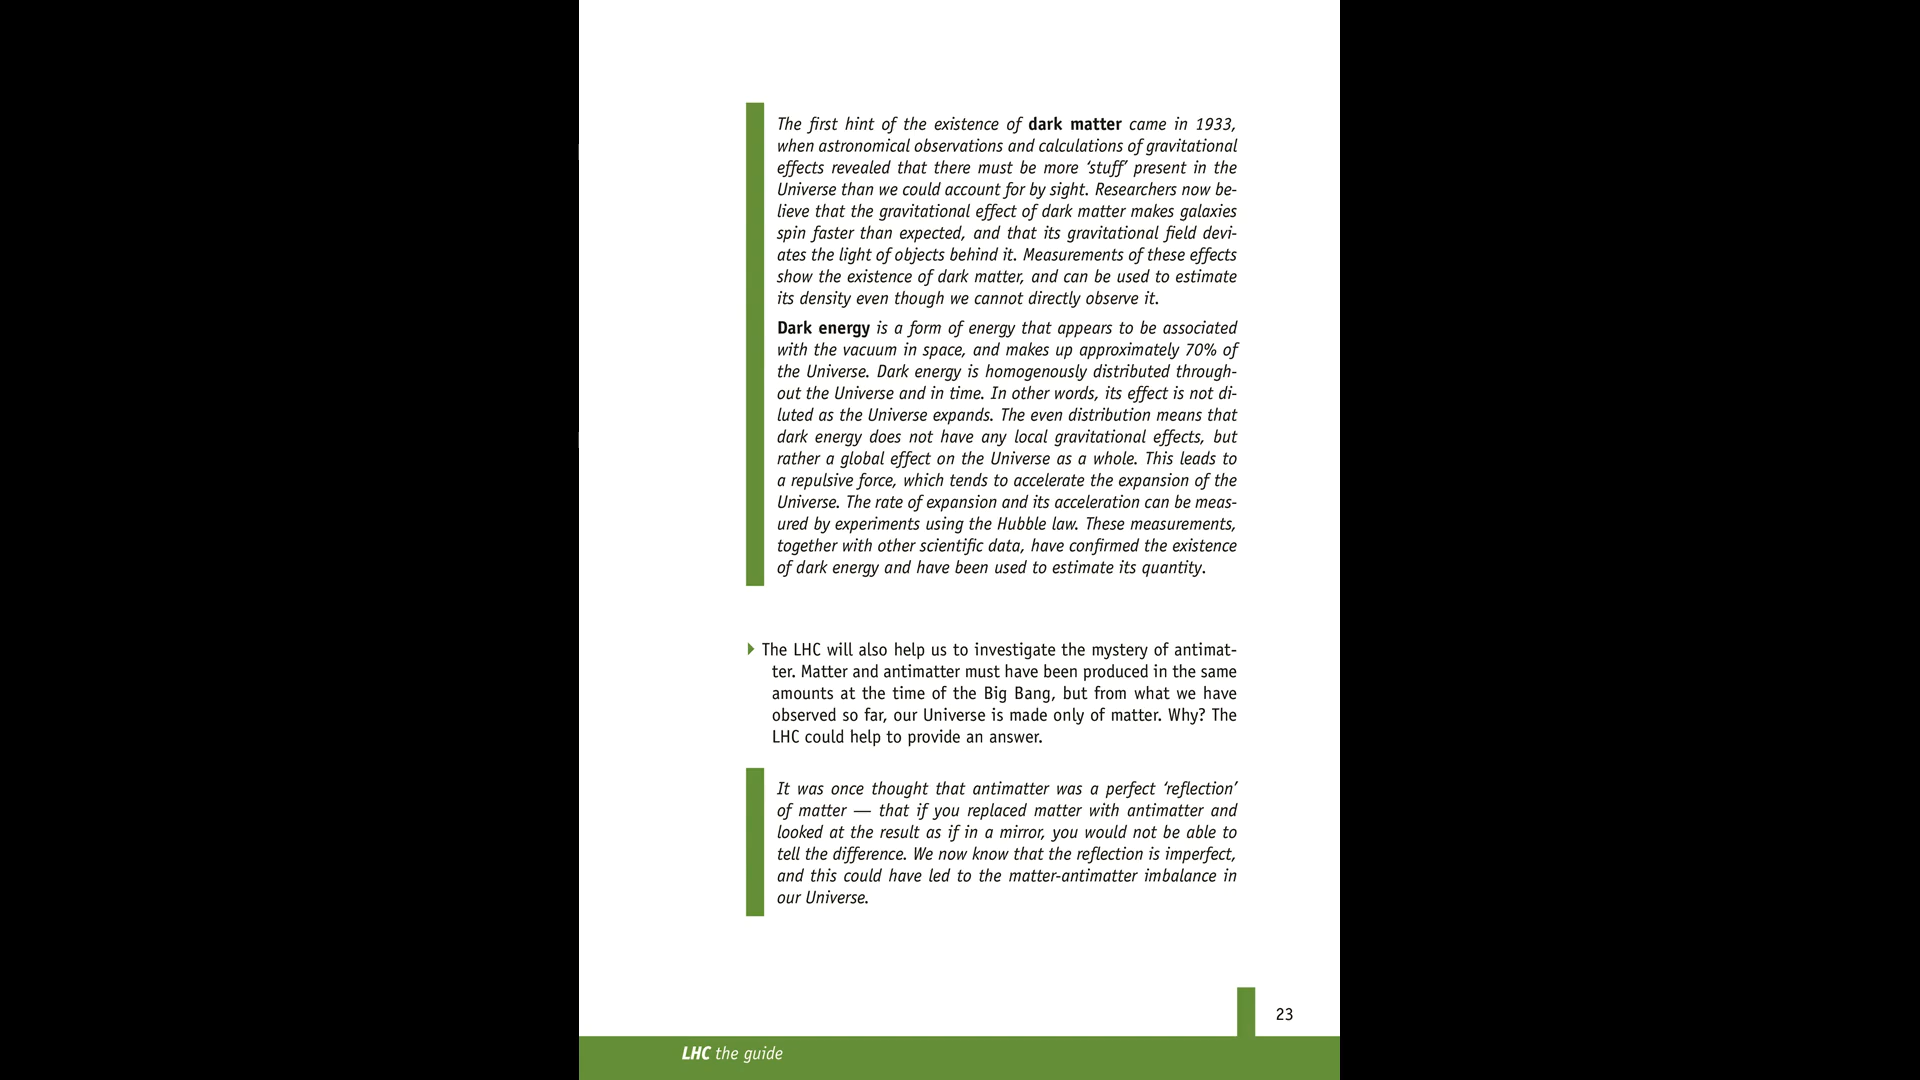 The first hint of the existence of dark matter came in 1933,
when astronomical observations and calculations of gravitational
effects revealed that there must be more ‘stuff’ present in the
Universe than we could account for by sight. Researchers now be-
lieve that the gravitational effect of dark matter makes galaxies
spin faster than expected, and that its gravitational field devi-
ates the light of objects behind it. Measurements of these effects
show the existence of dark matter, and can be used to estimate
its density even though we cannot directly observe it.
Dark energy is a form of energy that appears to be associated
with the vacuum in space, and makes up approximately 70% of
the Universe. Dark energy is homogenously distributed through-
out the Universe and in time. In other words, its effect is not di-
luted as the Universe expands. The even distribution means that
dark energy does not have any local gravitational effects, but
rather a global effect on the Universe as a whole. This leads to
a repulsive force, which tends to accelerate the expansion of the
Universe. The rate of expansion and its acceleration can be meas-
ured by experiments using the Hubble law. These measurements,
together with other scientific data, have confirmed the existence
of dark energy and have been used to estimate its quantity.
The LHC will also help us to investigate the mystery of antimat-
ter. Matter and antimatter must have been produced in the same
amounts at the time of the Big Bang, but from what we have
observed so far, our Universe is made only of matter. Why? The
LHC could help to provide an answer.
It was once thought that antimatter was a perfect ‘reflection’
of matter — that if you replaced matter with antimatter and
looked at the result as if in a mirror, you would not be able to
tell the difference. We now know that the reflection is imperfect,
and this could have led to the matter-antimatter imbalance in
our Universe.
23
LHC the guide